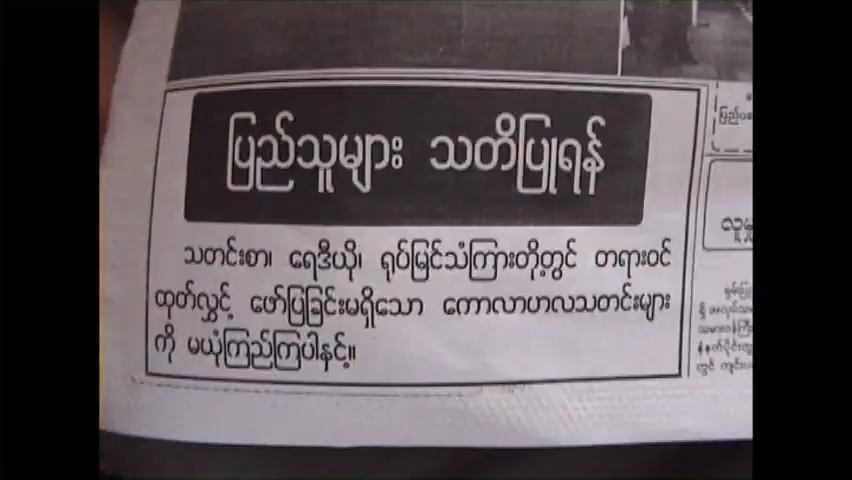 ပြည်သူများ သတိပြုရန်
သတင်းစာ၊ ရေဒီယို၊ ရုပ်မြင်သံကြားတို့တွင် တရားဝင်
ထုတ်လွှင့် ဖော်ပြခြင်းမရှိသော ကောလာဟလသတင်းများ
ကို မယုံကြည်ကြပါနှင့်။